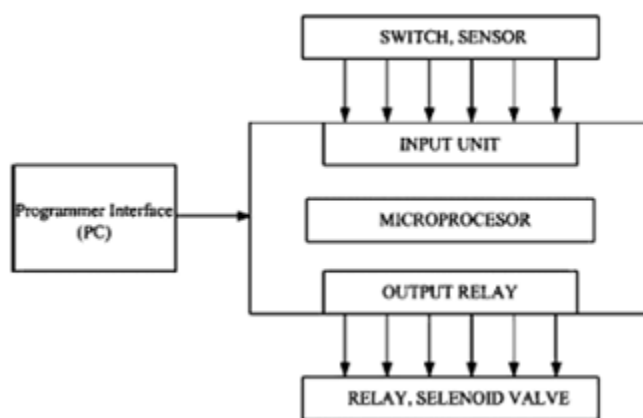 SWITCH, SENSOR
INPUT UNIT
Programmer Interface
(PC)
MICROPROCESOR
OUTPUT RELAY
RELAY, SELENOID VALVE